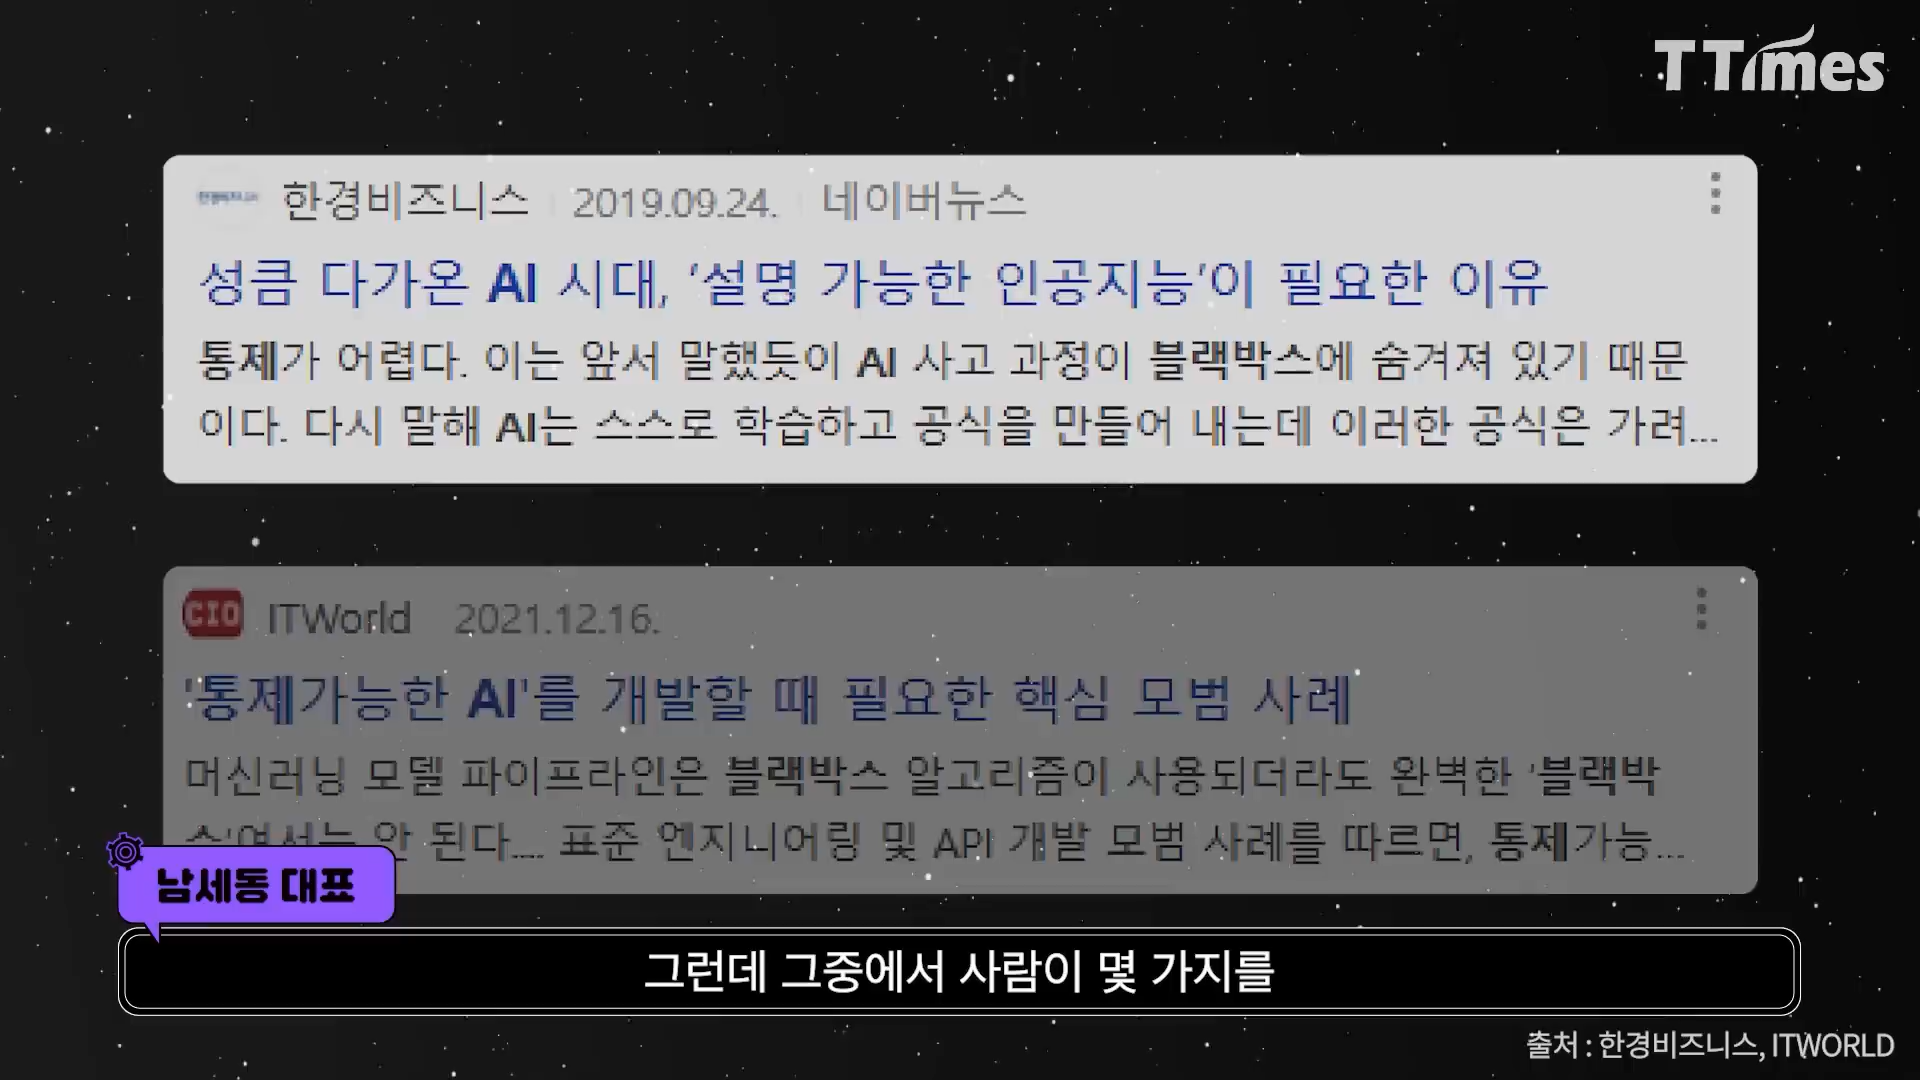 TTimes
한경비즈니스 2019.09.24. 네이버뉴스
성큼 다가온 AI 시대, '설명 가능한 인공지능'이 필요한 이유
통제가 어렵다. 이는 앞서 말했듯이 AI 사고 과정이 블랙박스에 숨겨져 있기 때문
이다. 다시 말해 AI는 스스로 학습하고 공식을 만들어 내는데 이러한 공식은 가려...
CIO ITWorld 2021.12.16.
'통제가능한 AI'를 개발할 때 필요한 핵심 모범 사례
머신러닝 모델 파이프라인은 블랙박스 알고리즘이 사용되더라도 완벽한 '블랙박
스'여서는 안 된다.... 표준 엔지니어링 및 API 개발 모범 사례를 따르면, 통제가능...
남세동 대표
그런데 그중에서 사람이 몇 가지를
출처 : 한경비즈니스, ITWORLD